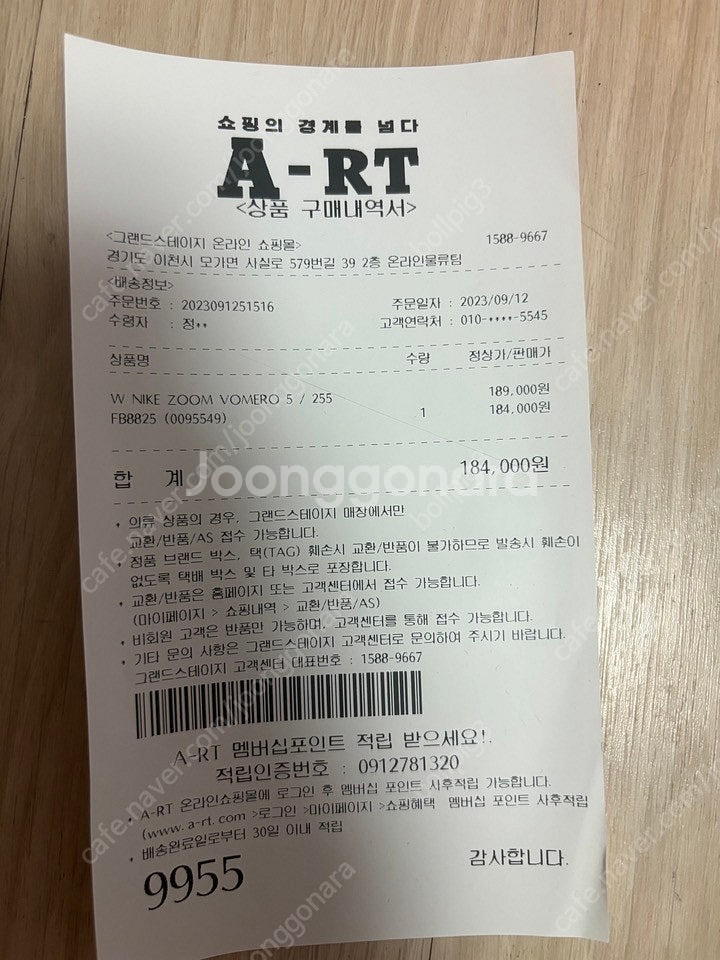 쇼핑의 경계를 넘다
A-RT
<상품 구매내역서>
<그랜드스테이지 온라인 쇼핑몰> 1588-9667
경기도 이천시 모가면 사실로 579번길 39 2층 온라인물류팀
<배송정보>
주문번호 : 2023091251516 주문일자 : 2023/09/12
수령자 : 정** 고객연락처 : 010-****-5545
상품명 수량 정상가/판매가
W NIKE ZOOM VOMERO 5 / 255 189,000원
FB8825 (0095549) 1 184,000원
합 계 184,000원
Joonggonara
* 의류 상품의 경우, 그랜드스테이지 매장에서만
교환/반품/AS 접수 가능합니다.
* 정품 브랜드 박스, 택(TAG) 훼손시 교환/반품이 불가하므로 발송시 훼손이
없도록 택배 박스 및 타 박스로 포장합니다.
* 교환/반품은 홈페이지 또는 고객센터에서 접수 가능합니다.
(마이페이지 > 쇼핑내역 > 교환/반품/AS)
* 비회원 고객은 반품만 가능하며, 고객센터를 통해 접수 가능합니다.
* 기타 문의 사항은 그랜드스테이지 고객센터로 문의하여 주시기 바랍니다.
그랜드스테이지 고객센터 대표번호 : 1588-9667
A-RT 멤버십포인트 적립 받으세요!.
적립인증번호 : 0912781320
* A-RT 온라인쇼핑몰에 로그인 후 멤버십 포인트 사후적립 가능합니다.
(www.a-rt.com >로그인 >마이페이지 >쇼핑혜택 멤버십 포인트 사후적립
* 배송완료일로부터 30일 이내 적립
9955 감사합니다.